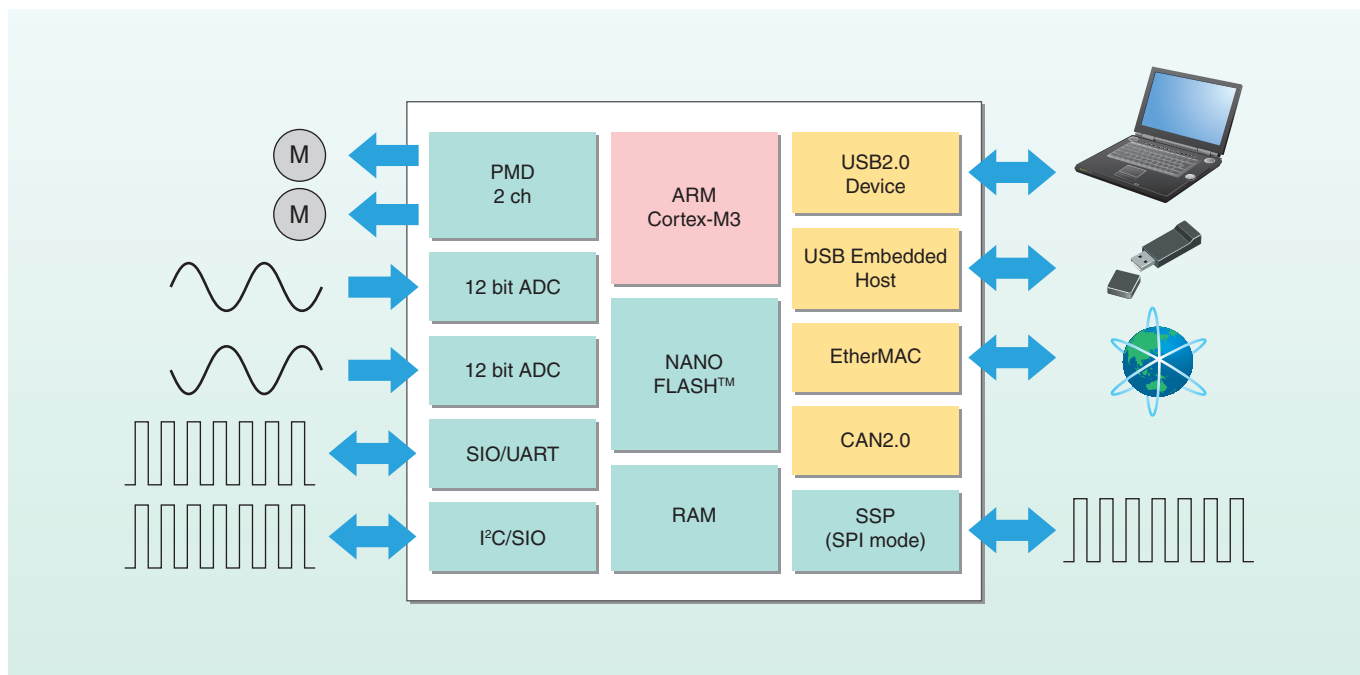 M
M
PMD
2 ch
12 bit ADC
12 bit ADC
SIO/UART
I²C/SIO
ARM
Cortex-M3
NANO
FLASH™
RAM
USB2.0
Device
USB Embedded
Host
EtherMAC
CAN2.0
SSP
(SPI mode)